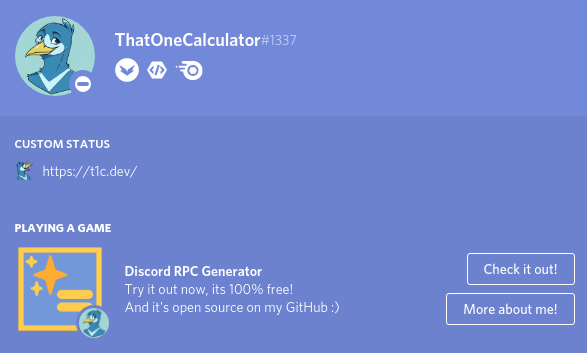 ThatOneCalculator#1337
CUSTOM STATUS
https://t1c.dev/
PLAYING A GAME
Discord RPC Generator
Try it out now, its 100% free!
And it's open source on my GitHub :)
Check it out!
More about me!